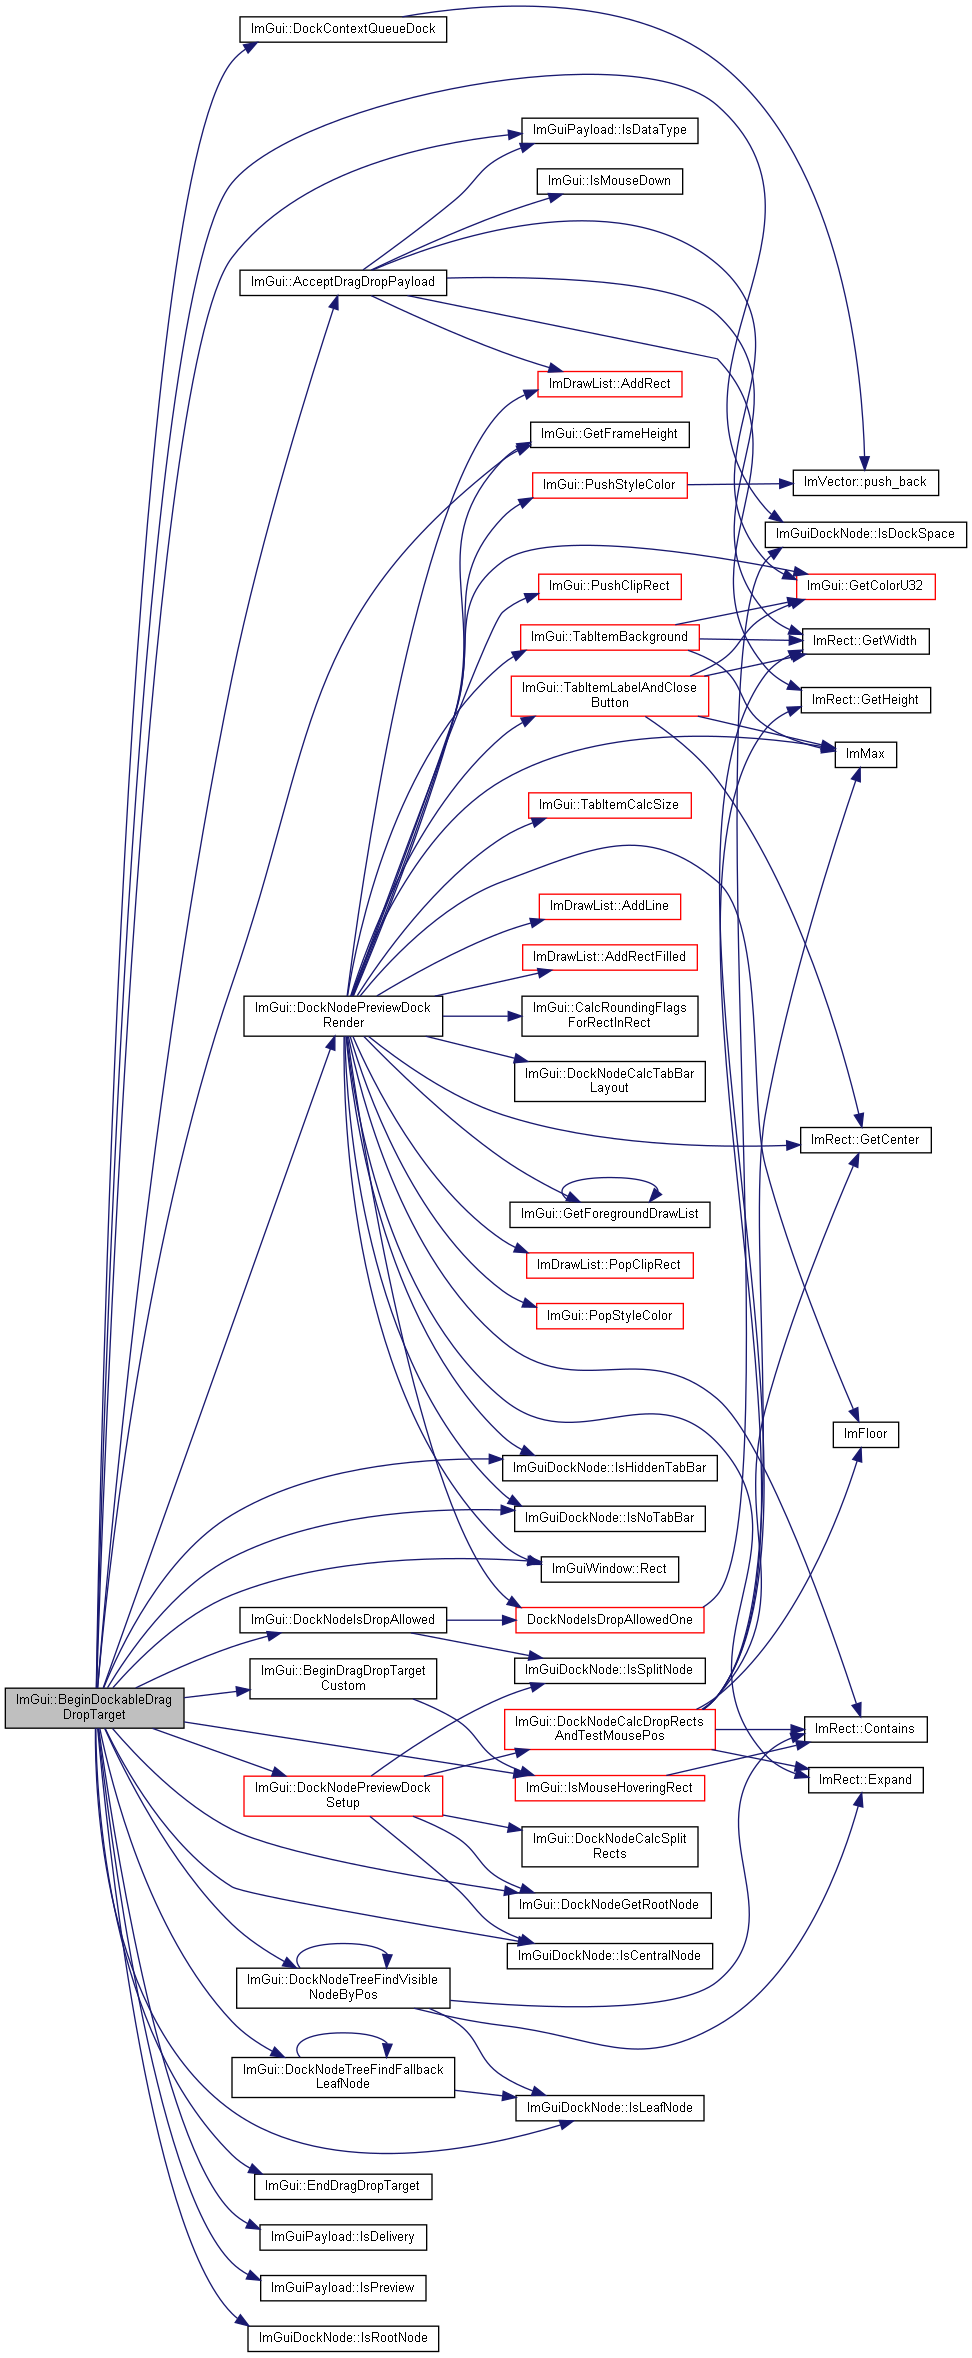 ImGui::DockContextQueueDock
ImGuiPayload::IsDataType
ImGui::IsMouseDown
ImGui::AcceptDragDropPayload
ImDrawList::AddRect
ImGui::GetFrameHeight
ImGui::PushStyleColor
ImVector::push_back
ImGuiDockNode::IsDockSpace
ImGui::PushClipRect
ImGui::GetColorU32
ImGui::TabItemBackground
ImRect::GetWidth
ImGui::TabItemLabelAndClose
Button
ImRect::GetHeight
ImMax
ImGui::TabItemCalcSize
ImDrawList::AddLine
ImDrawList::AddRectFilled
ImGui::DockNodePreviewDock
Render
ImGui::CalcRoundingFlags
ForRectInRect
ImGui::DockNodeCalcTabBar
Layout
ImRect::GetCenter
ImGui::GetForegroundDrawList
ImDrawList::PopClipRect
ImGui::PopStyleColor
ImFloor
ImGuiDockNode::IsHiddenTabBar
ImGuiDockNode::IsNoTabBar
ImGuiWindow::Rect
ImGui::DockNodeIsDropAllowed
DockNodeIsDropAllowedOne
ImGui::BeginDragDropTarget
Custom
ImGuiDockNode::IsSplitNode
ImGui::BeginDockableDrag
DropTarget
ImGui::DockNodeCalcDropRects
AndTestMousePos
ImRect::Contains
ImGui::DockNodePreviewDock
Setup
ImGui::IsMouseHoveringRect
ImRect::Expand
ImGui::DockNodeCalcSplit
Rects
ImGui::DockNodeGetRootNode
ImGuiDockNode::IsCentralNode
ImGui::DockNodeTreeFindVisible
NodeByPos
ImGui::DockNodeTreeFindFallback
LeafNode
ImGuiDockNode::IsLeafNode
ImGui::EndDragDropTarget
ImGuiPayload::IsDelivery
ImGuiPayload::IsPreview
ImGuiDockNode::IsRootNode